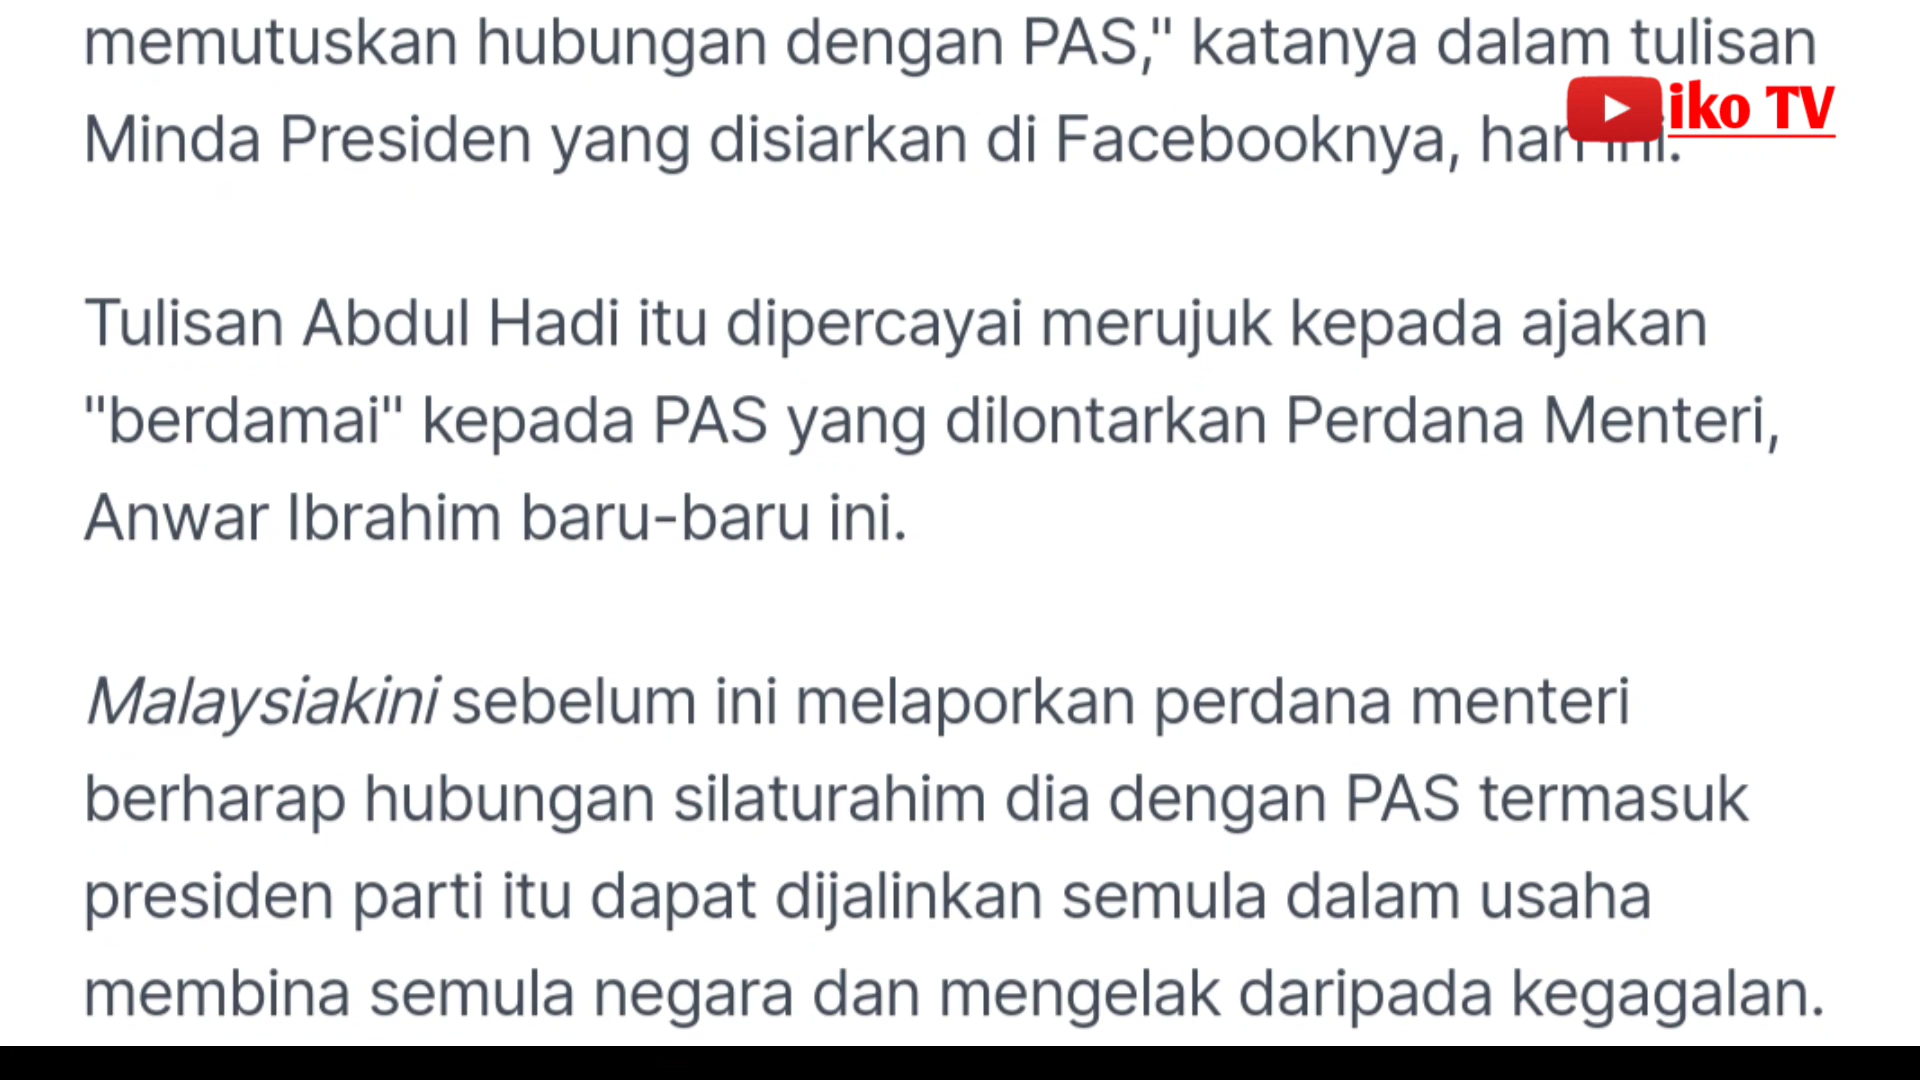 memutuskan hubungan dengan PAS," katanya dalam tulisan
iko TV
Minda Presiden yang disiarkan di Facebooknya, hari ini.
Tulisan Abdul Hadi itu dipercayai merujuk kepada ajakan
"berdamai" kepada PAS yang dilontarkan Perdana Menteri,
Anwar Ibrahim baru-baru ini.
Malaysiakini sebelum ini melaporkan perdana menteri
berharap hubungan silaturahim dia dengan PAS termasuk
presiden parti itu dapat dijalinkan semula dalam usaha
membina semula negara dan mengelak daripada kegagalan.